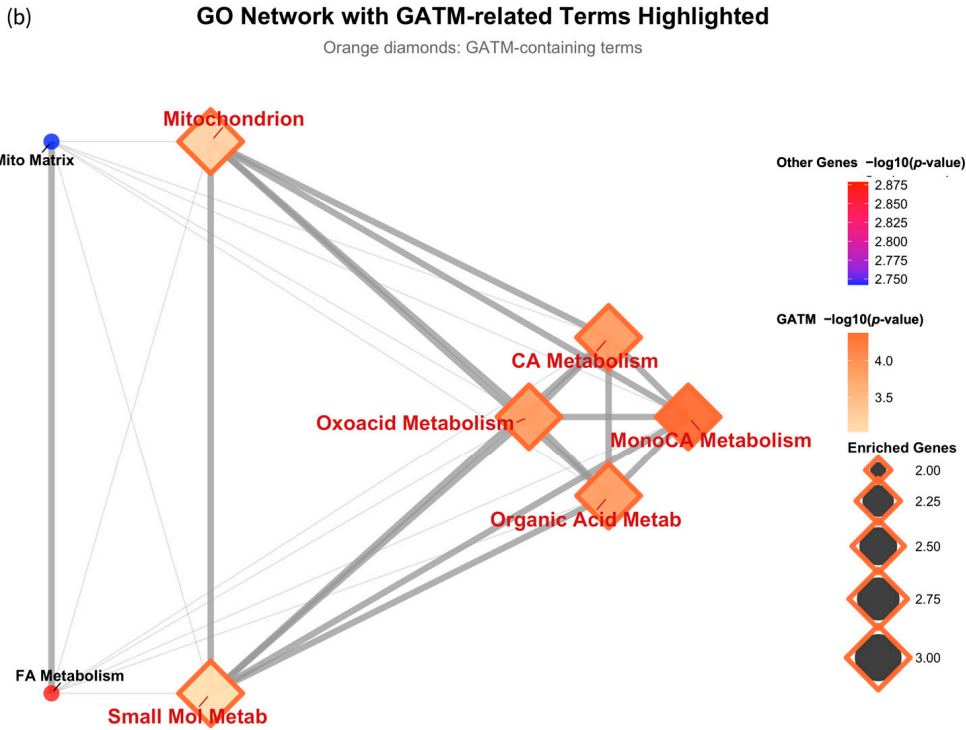 (b)
GO Network with GATM-related Terms Highlighted
Orange diamonds: GATM-containing terms
Mitochondrion
Mito Matrix
CA Metabolism
Oxoacid Metabolism
MonoCA Metabolism
Organic Acid Metab
FA Metabolism
Small Mol Metab
Other Genes −log10(p-value)
2.875
2.850
2.825
2.800
2.775
2.750
GATM −log10(p-value)
4.0
3.5
Enriched Genes
2.00
2.25
2.50
2.75
3.00